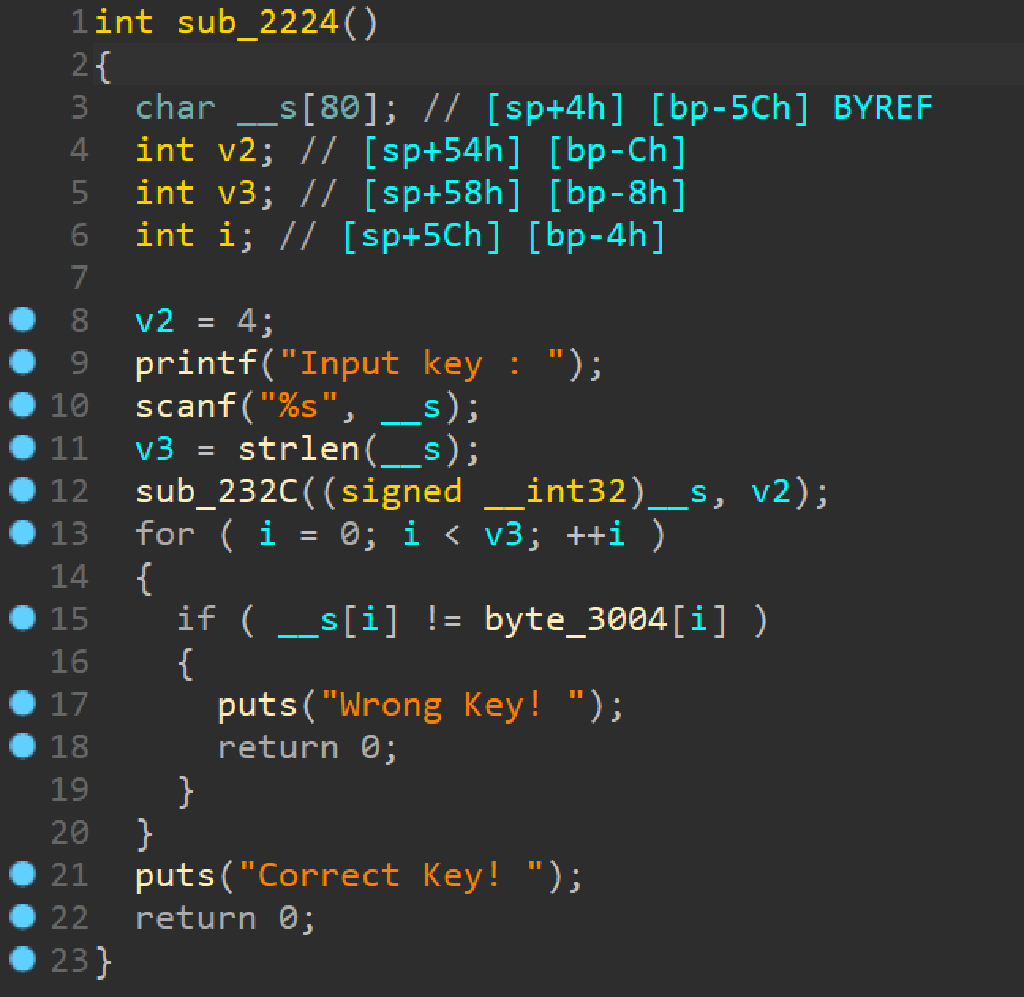 1 int sub_2224()
2 {
3 char __s[80]; // [sp+4h] [bp-5Ch] BYREF
4 int v2; // [sp+54h] [bp-Ch]
5 int v3; // [sp+58h] [bp-8h]
6 int i; // [sp+5Ch] [bp-4h]
7
8 v2 = 4;
9 printf("Input key : ");
10 scanf("%s", __s);
11 v3 = strlen(__s);
12 sub_232C((signed __int32)__s, v2);
13 for ( i = 0; i < v3; ++i )
14 {
15 if ( __s[i] != byte_3004[i] )
16 {
17 puts("Wrong Key! ");
18 return 0;
19 }
20 }
21 puts("Correct Key! ");
22 return 0;
23 }